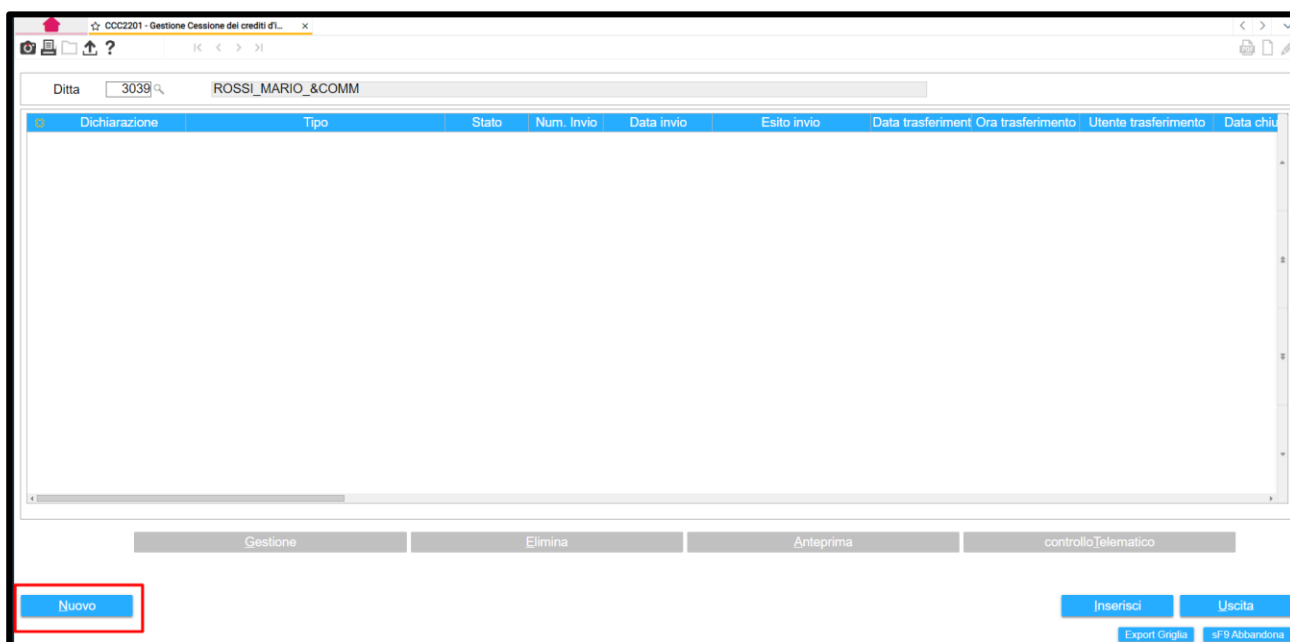 CCC2201 - Gestione Cessione dei crediti d'i... ×
?
Ditta 3039 ROSSI_MARIO_&COMM
Dichiarazione Tipo Stato Num. Invio Data invio Esito invio Data trasferiment Ora trasferimento Utente trasferimento Data chiu
Gestione Elimina Anteprima controlloTelematico
Nuovo Inserisci Uscita
Export Griglia sF9 Abbandona